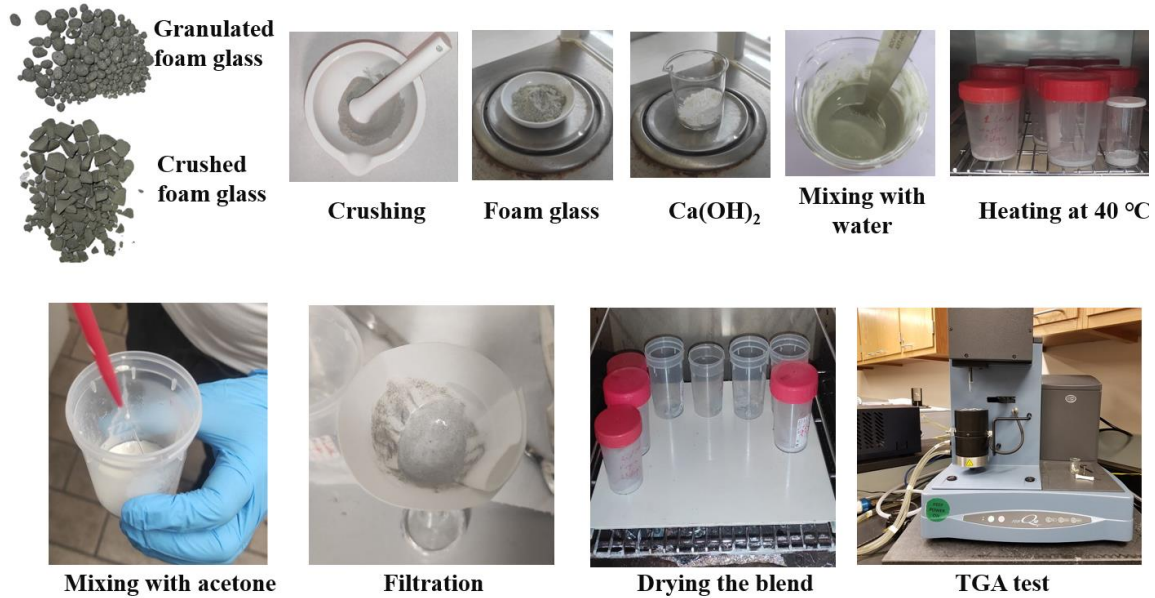 Granulated
foam glass
Crushed
foam glass
Crushing
Foam glass
Ca(OH)₂
Mixing with
water
Heating at 40 °C
Mixing with acetone
Filtration
Drying the blend
TGA test